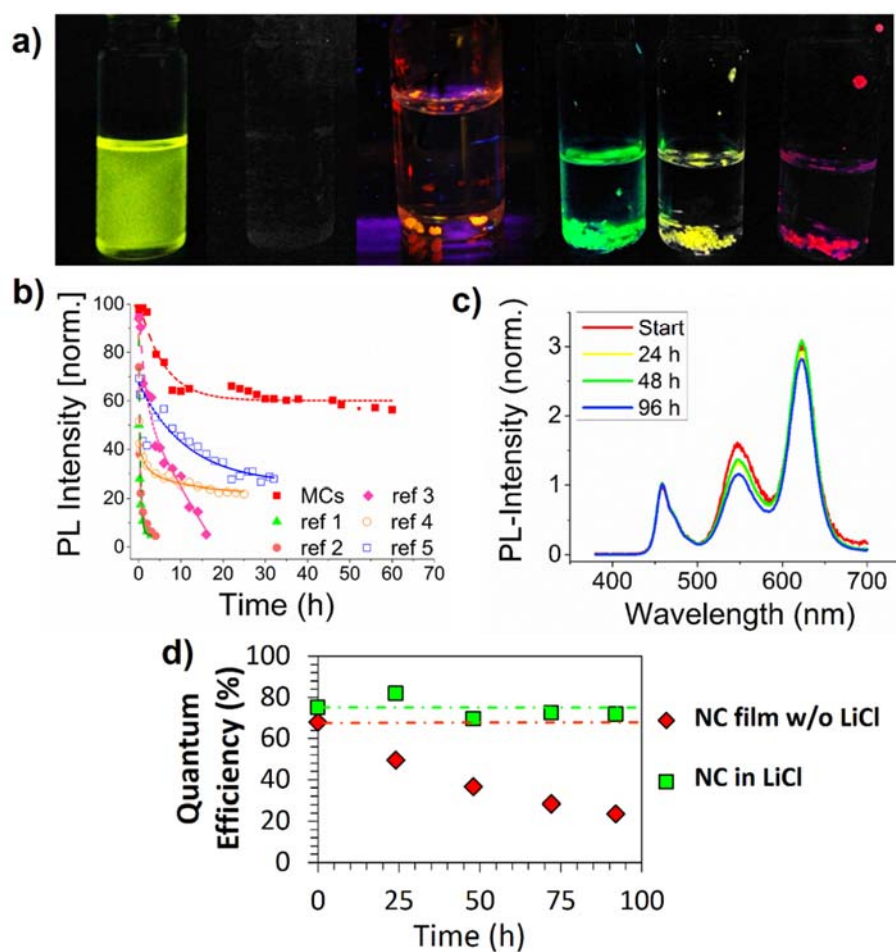 a)
b)
100
80
60
40
20
0
PL Intensity [norm.]
MCs
ref 1
ref 2
ref 3
ref 4
ref 5
0 10 20 30 40 50 60 70
Time (h)
c)
Start
24 h
48 h
96 h
3
2
1
0
PL-Intensity (norm.)
400 500 600 700
Wavelength (nm)
d)
100
80
60
40
20
0
Quantum
Efficiency (%)
0 25 50 75 100
Time (h)
NC film w/o LiCl
NC in LiCl